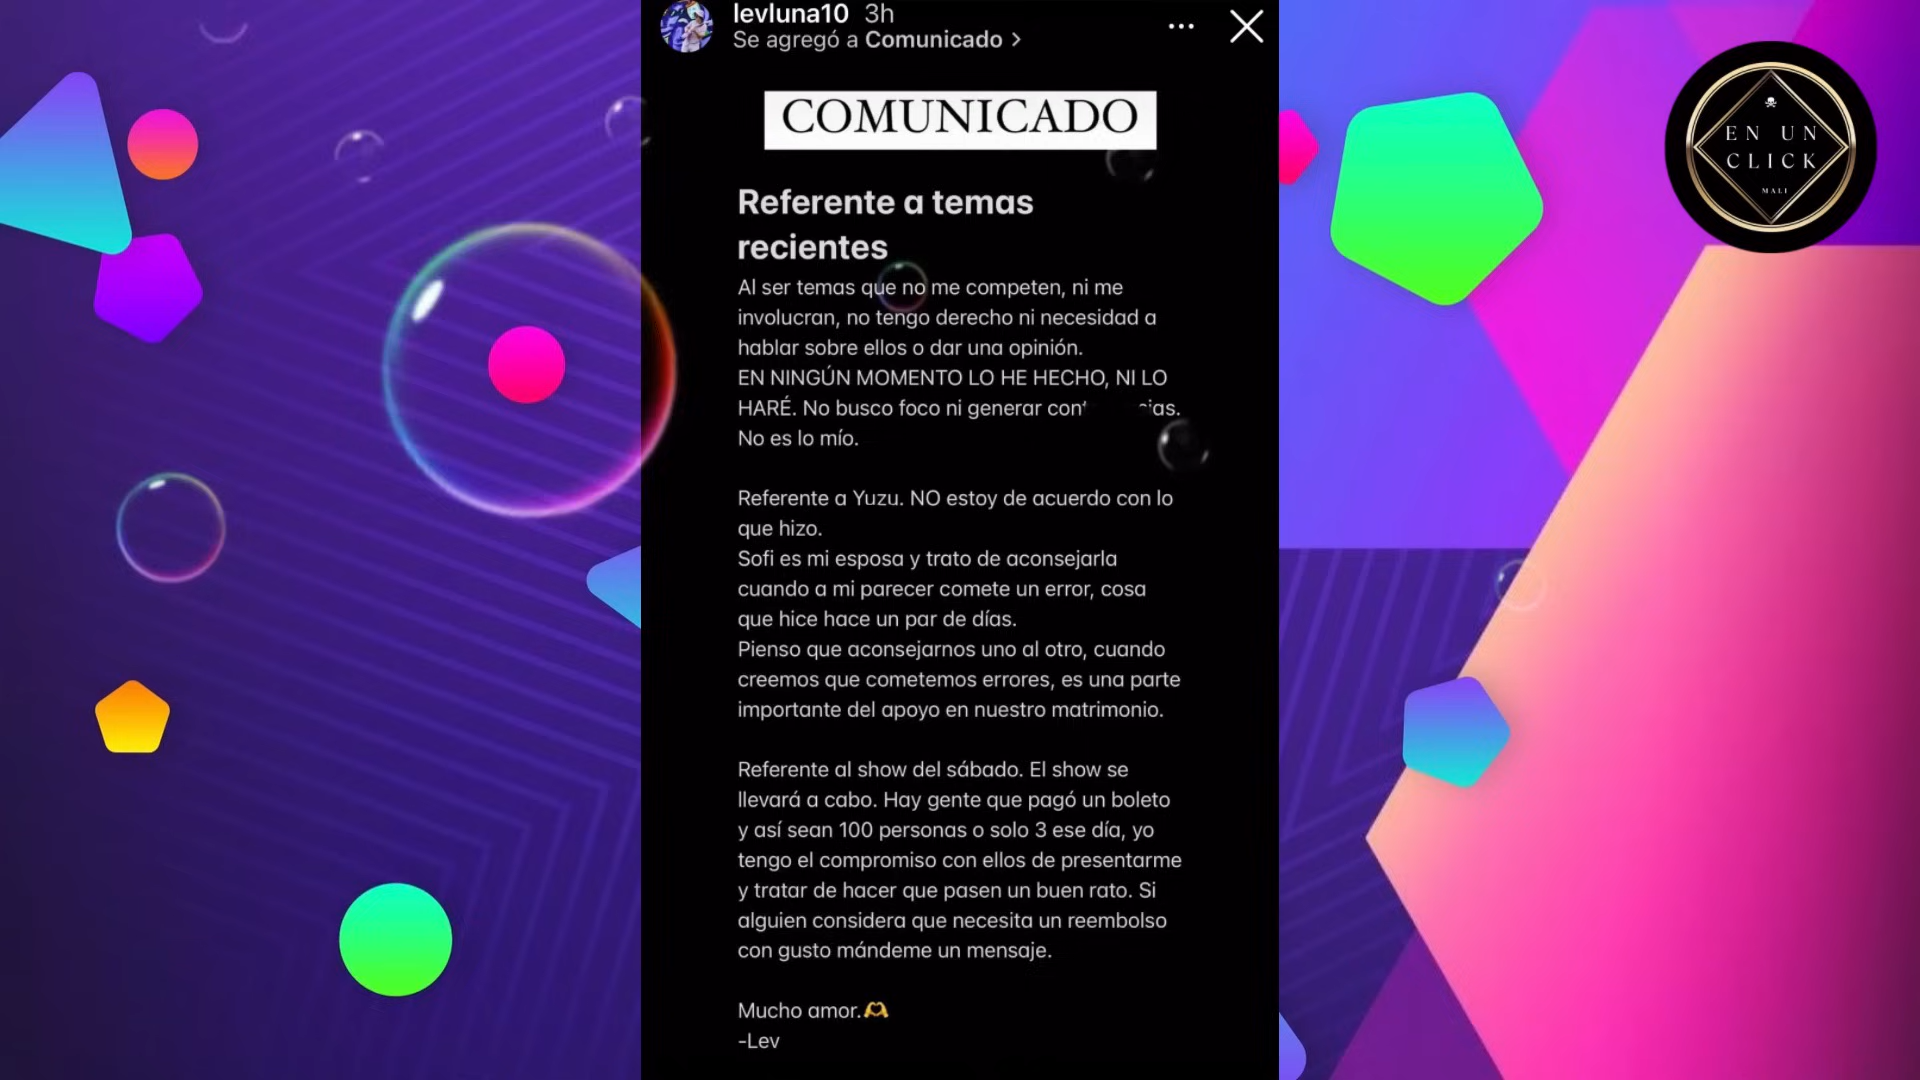 levluna10 3h
Se agregó a Comunicado >
COMUNICADO
Referente a temas
recientes
Al ser temas que no me competen, ni me
involucran, no tengo derecho ni necesidad a
hablar sobre ellos o dar una opinión.
EN NINGÚN MOMENTO LO HE HECHO, NI LO
HARÉ. No busco foco ni generar
No es lo mío.
Referente a Yuzu. NO estoy de acuerdo con lo
que hizo.
Sofi es mi esposa y trato de aconsejarla
cuando a mi parecer comete un error, cosa
que hice hace un par de días.
Pienso que aconsejarnos uno al otro, cuando
creemos que cometemos errores, es una parte
importante del apoyo en nuestro matrimonio.
Referente al show del sábado. El show se
llevará a cabo. Hay gente que pagó un boleto
y así sean 100 personas o solo 3 ese día, yo
tengo el compromiso con ellos de presentarme
y tratar de hacer que pasen un buen rato. Si
alguien considera que necesita un reembolso
con gusto mándeme un mensaje.
Mucho amor.🫶
-Lev
EN UN
CLICK
MALI